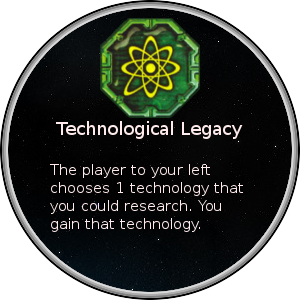 Technological Legacy
The player to your left
chooses 1 technology that
you could research. You
gain that technology.